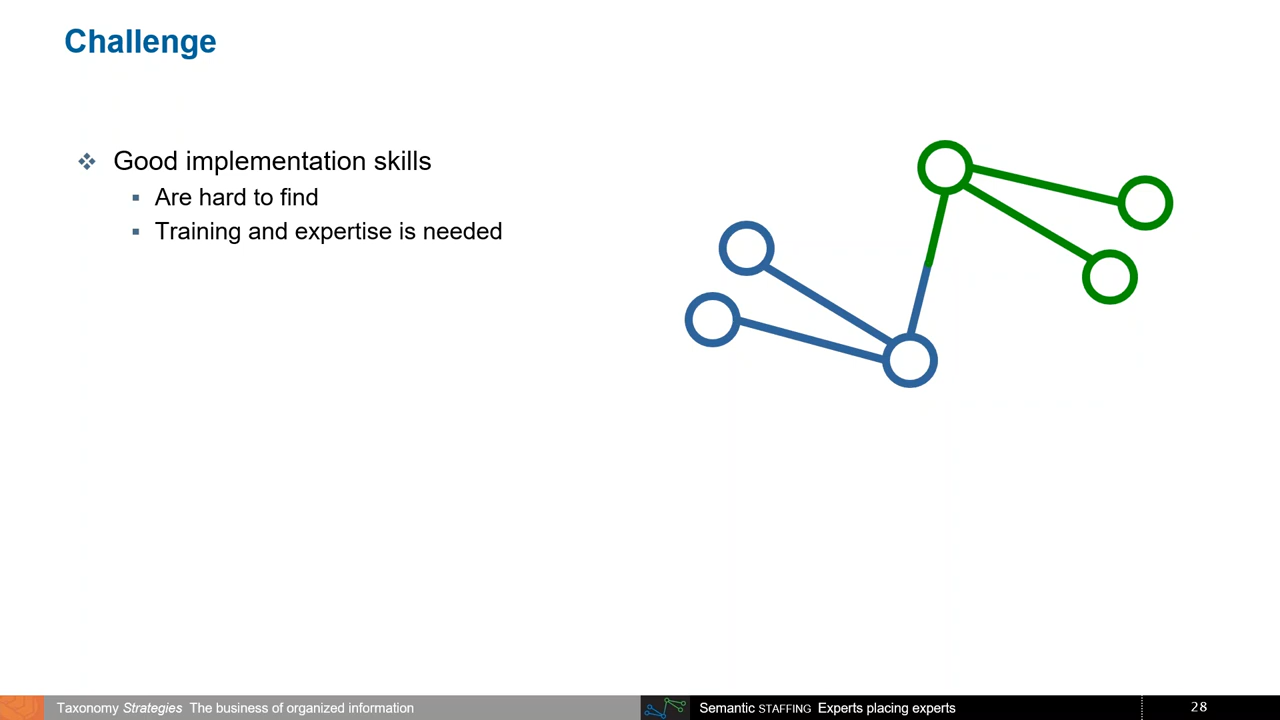 Challenge
Good implementation skills
Are hard to find
Training and expertise is needed
Taxonomy Strategies The business of organized information
Semantic STAFFING Experts placing experts
28